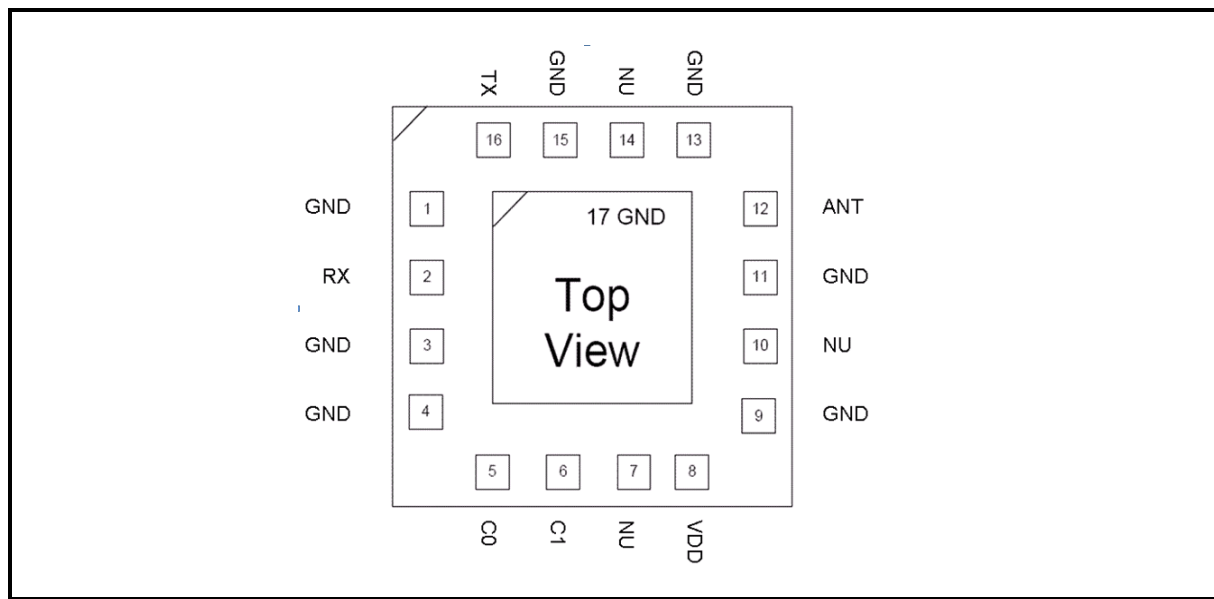 TX GND NU GND
16 15 14 13
GND 1 17 GND 12 ANT
RX 2 Top 11 GND
GND 3 View 10 NU
GND 4 9 GND
5 6 7 8
C0 C1 NU VDD